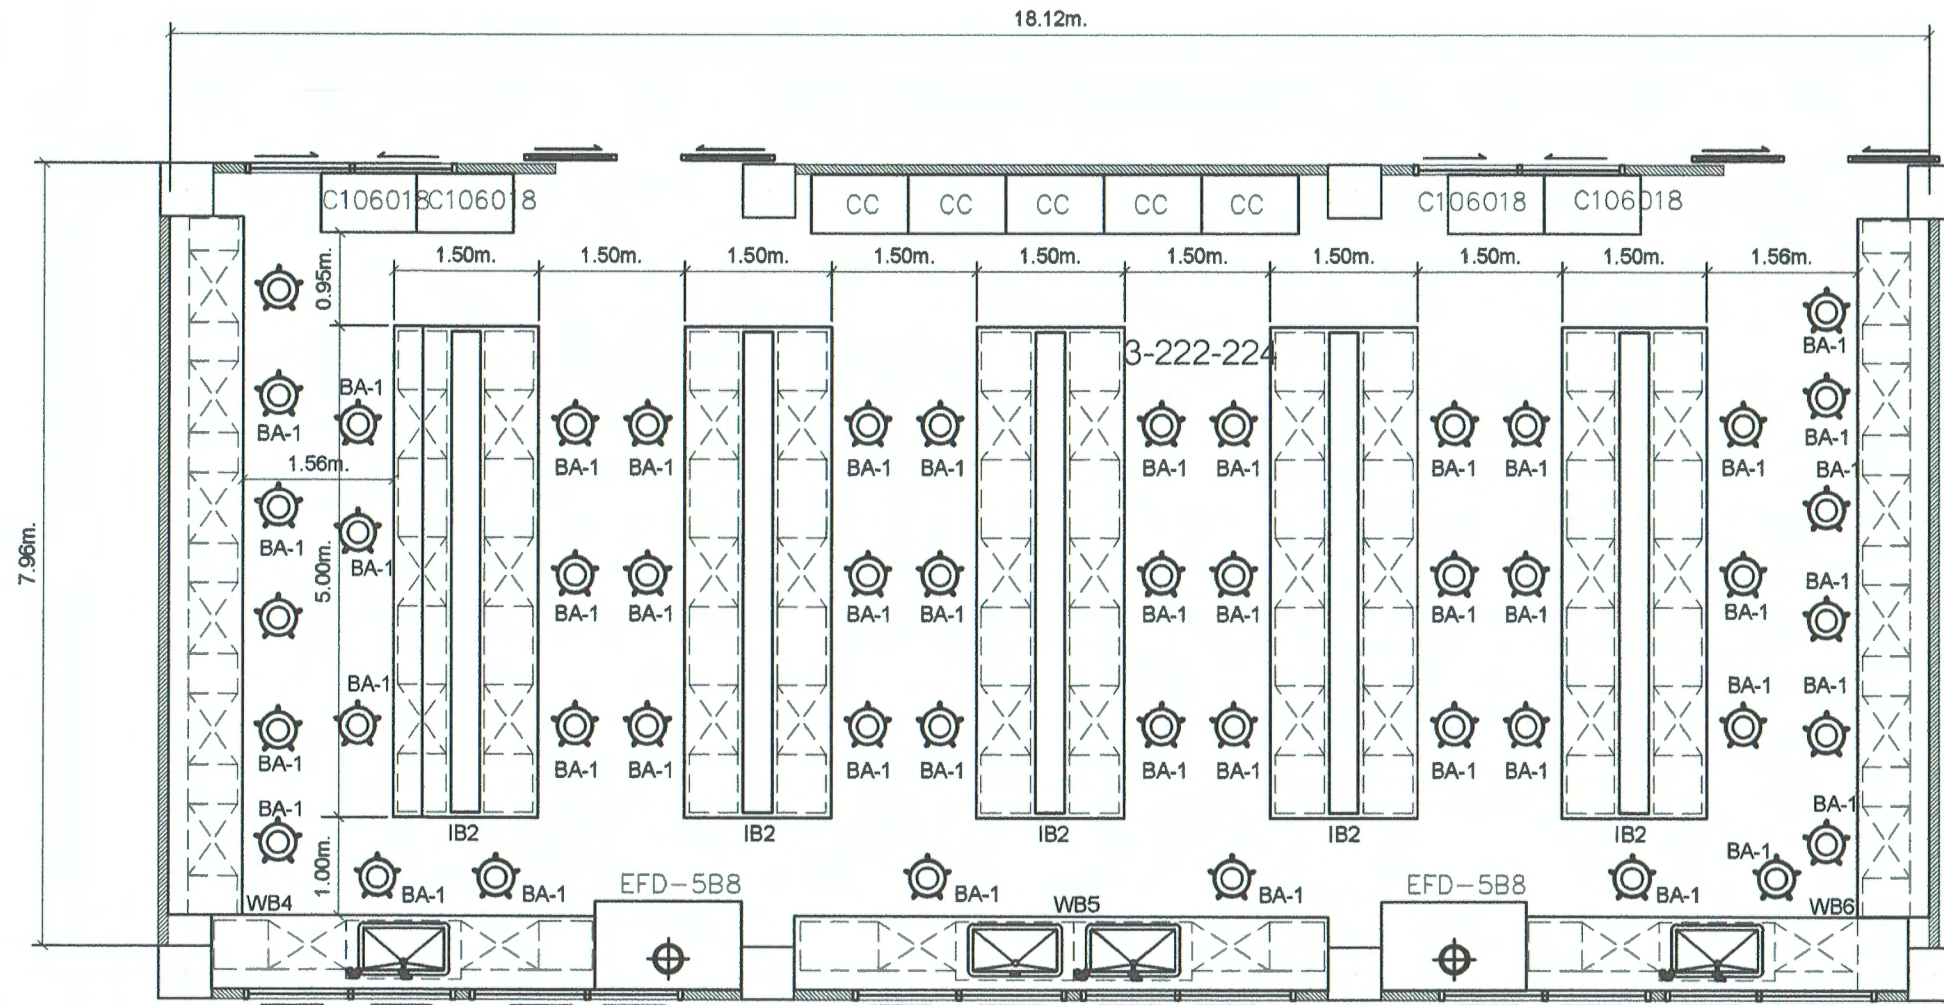 18.12m.
C106018 C106018 CC CC CC CC CC C106018 C106018
1.50m. 1.50m. 1.50m. 1.50m. 1.50m. 1.50m. 1.50m. 1.50m. 1.50m. 1.56m.
0.95m.
BA-1
3-222-224
BA-1
BA-1
BA-1 BA-1
1.56m. BA-1 BA-1 BA-1 BA-1 BA-1 BA-1 BA-1 BA-1 BA-1 BA-1
7.96m.
BA-1 5.00m. BA-1
BA-1 BA-1 BA-1 BA-1 BA-1 BA-1 BA-1 BA-1 BA-1 BA-1
BA-1 BA-1 BA-1
BA-1 BA-1 BA-1 BA-1 BA-1 BA-1 BA-1 BA-1 BA-1
BA-1 BA-1
IB2 IB2 IB2 IB2 IB2
1.00m. BA-1
EFD-5B8 EFD-5B8
BA-1 BA-1 BA-1 BA-1 BA-1
WB4 WB5 WB6